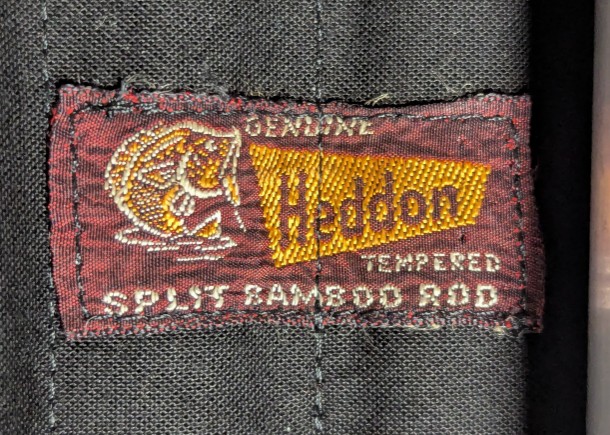 GENUINE
Heddon
TEMPERED
SPLIT BAMBOO ROD